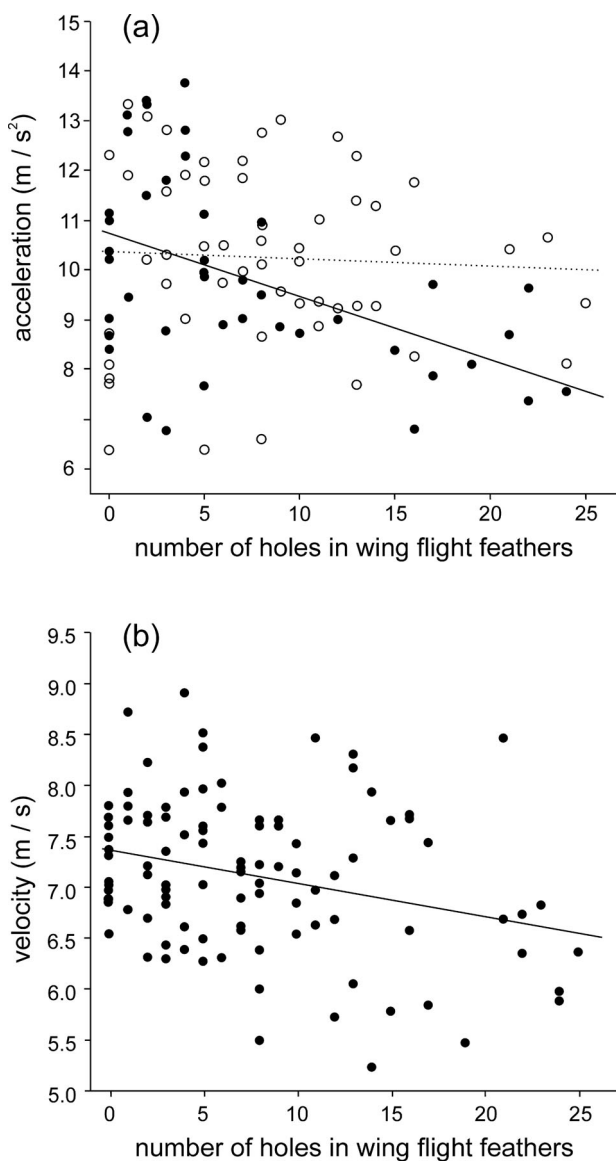 (a)
15
14
13
12
11
10
9
8
6
acceleration (m / s²)
0 5 10 15 20 25
number of holes in wing flight feathers
(b)
9.5
9.0
8.5
8.0
7.5
7.0
6.5
6.0
5.5
5.0
velocity (m / s)
0 5 10 15 20 25
number of holes in wing flight feathers